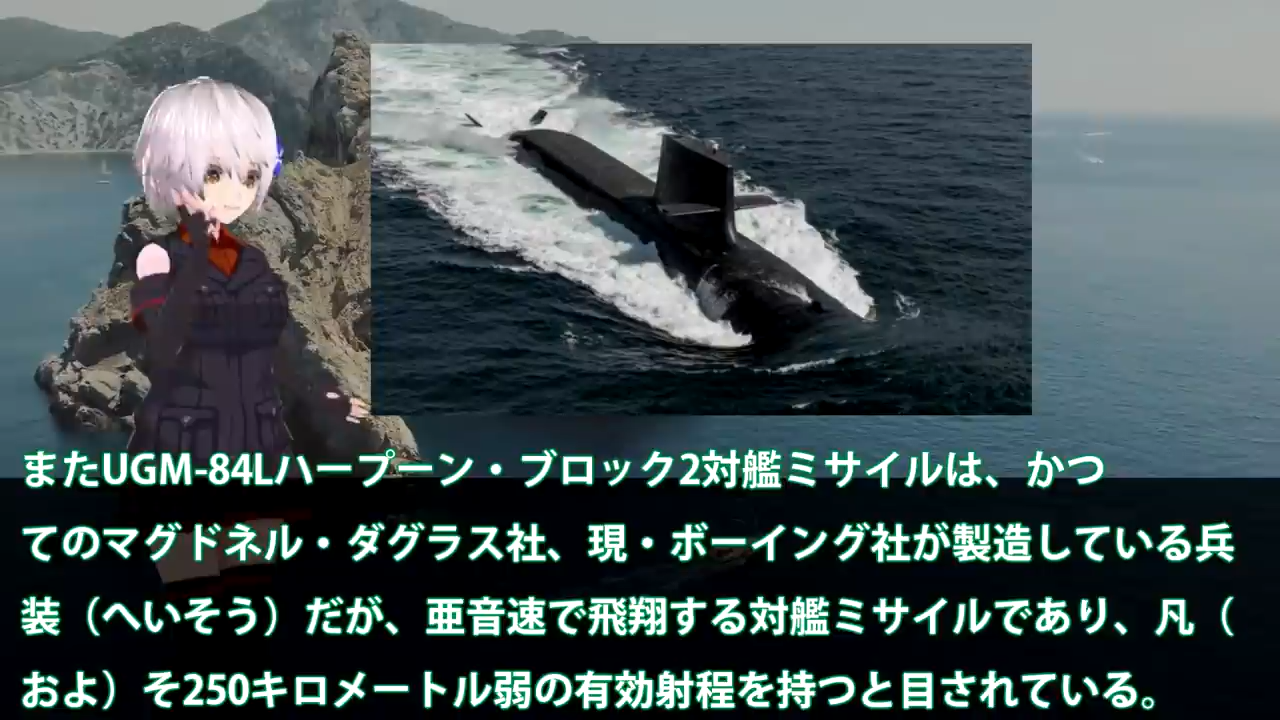 またUGM-84Lハープーン・ブロック2対艦ミサイルは、かつ
てのマグドネル・ダグラス社、現・ボーイング社が製造している兵
装（へいそう）だが、亜音速で飛翔する対艦ミサイルであり、凡（
およ）そ250キロメートル弱の有効射程を持つと目されている。